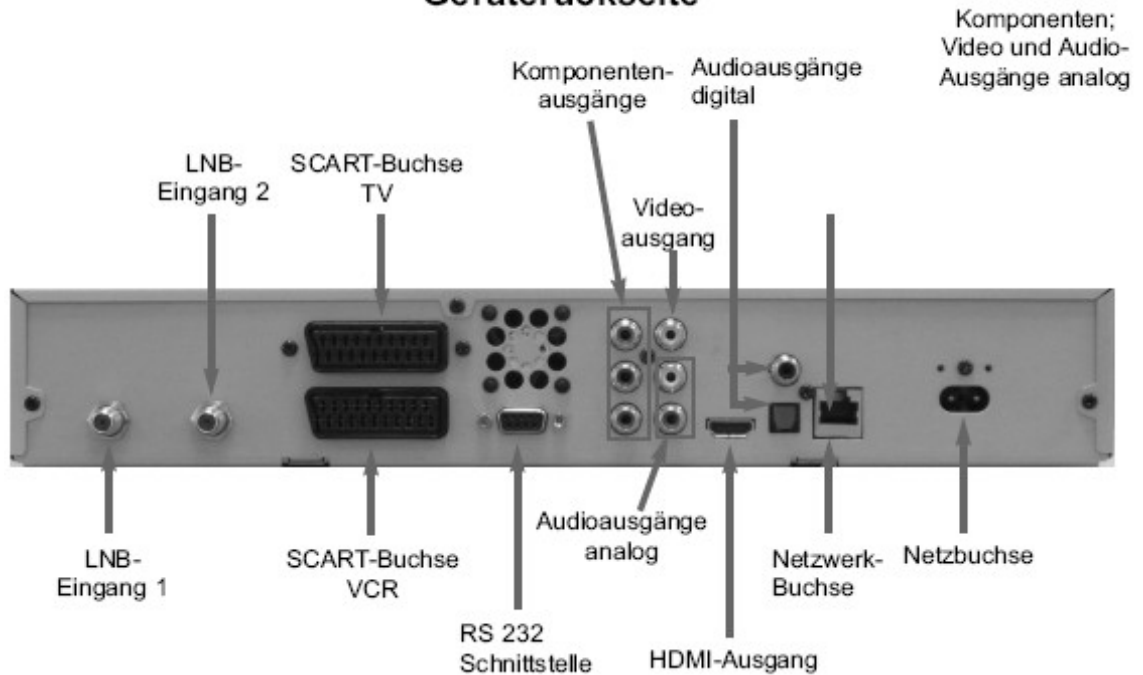 Geräterückseite
Komponenten;
Video und Audio-
Ausgänge analog
Komponenten-
ausgänge
Audioausgänge
digital
LNB-
Eingang 2
SCART-Buchse
TV
Video-
ausgang
LNB-
Eingang 1
SCART-Buchse
VCR
RS 232
Schnittstelle
Audioausgänge
analog
HDMI-Ausgang
Netzwerk-
Buchse
Netzbuchse